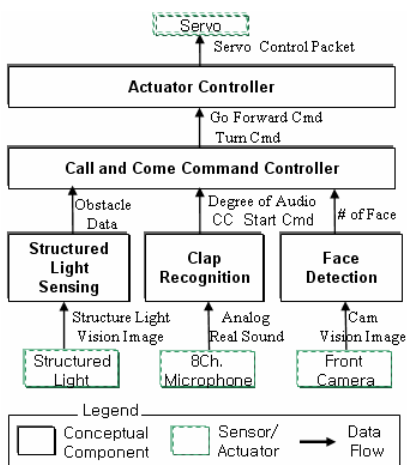 Servo
Servo Control Packet
Actuator Controller
Go Forward Cmd
Turn Cmd
Call and Come Command Controller
Obstacle
Data
Degree of Audio
CC Start Cmd
# of Face
Structured
Light
Sensing
Clap
Recognition
Face
Detection
Structure Light
Vision Image
Analog
Real Sound
Cam
Vision Image
Structured
Light
8Ch.
Microphone
Front
Camera
Legend
Conceptual
Component
Sensor/
Actuator
Data
Flow